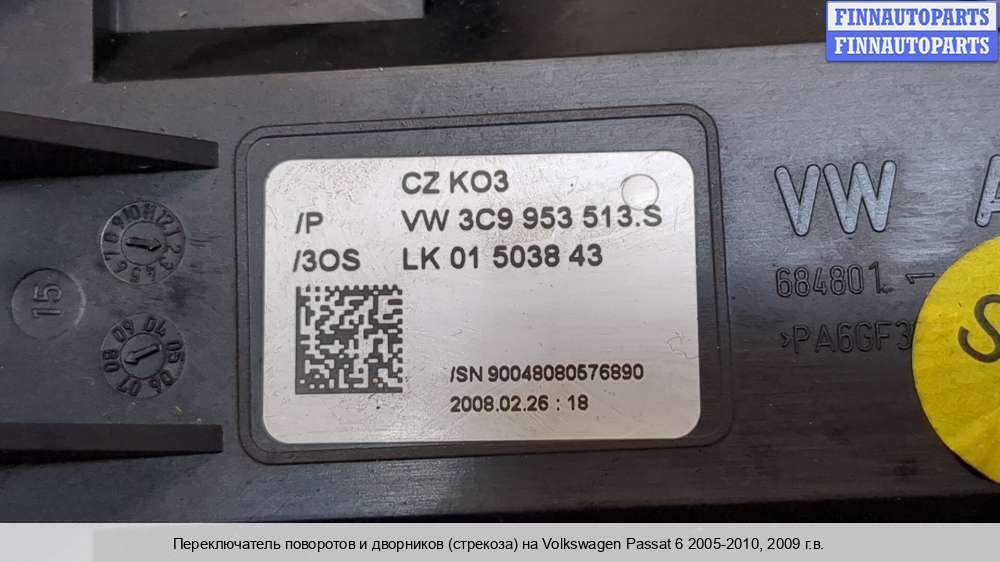 FINNAUTOPARTS
FINNAUTOPARTS
CZ KO3
/P VW 3C9 953 513.S
/3OS LK 01 5038 43
/SN 90048080576890
2008.02.26 : 18
VW A
684801
>PA6GF3
15
Переключатель поворотов и дворников (стрекоза) на Volkswagen Passat 6 2005-2010, 2009 г.в.